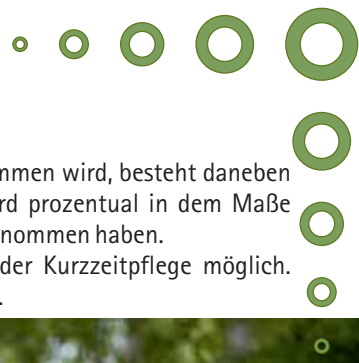 mmen wird, besteht daneben
rd prozentual in dem Maße
nommen haben.
der Kurzzeitpflege möglich.
.